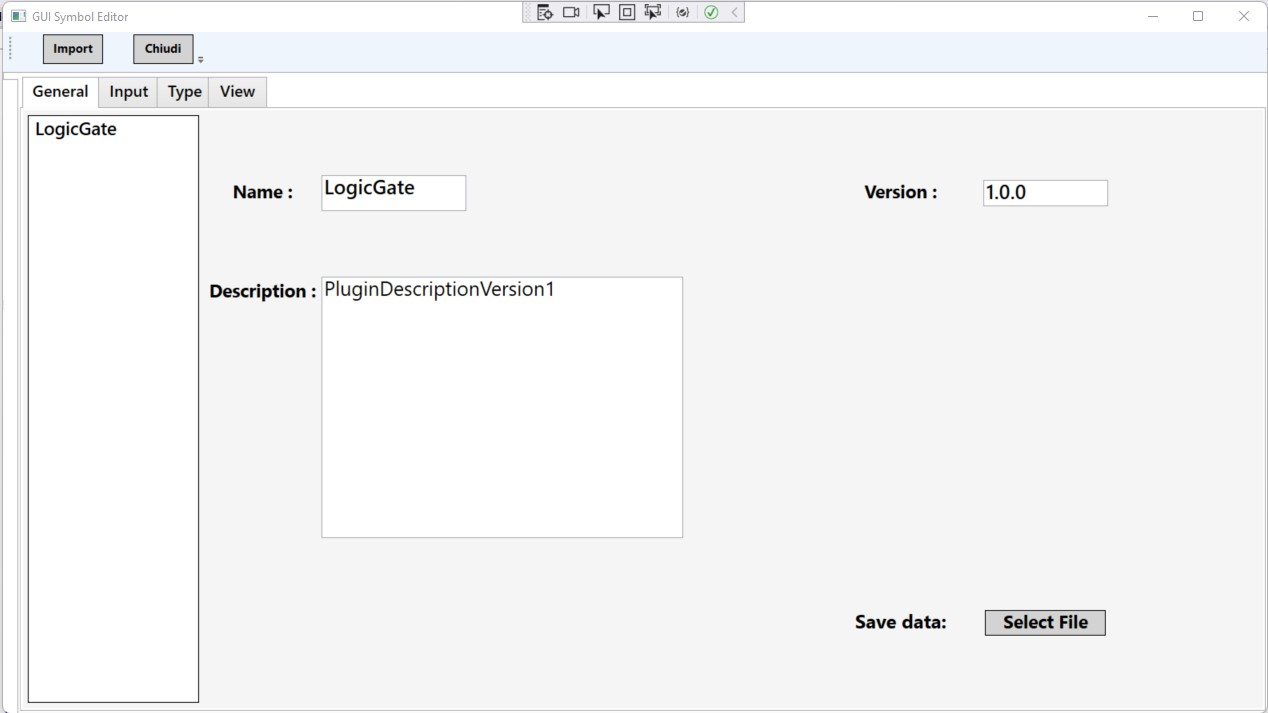 GUI Symbol Editor
Import Chiudi
General Input Type View
LogicGate
Name : LogicGate Version : 1.0.0
Description : PluginDescriptionVersion1
Save data: Select File